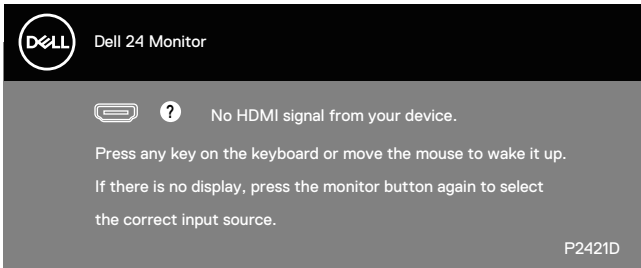 DELL
Dell 24 Monitor
? No HDMI signal from your device.
Press any key on the keyboard or move the mouse to wake it up.
If there is no display, press the monitor button again to select
the correct input source.
P2421D